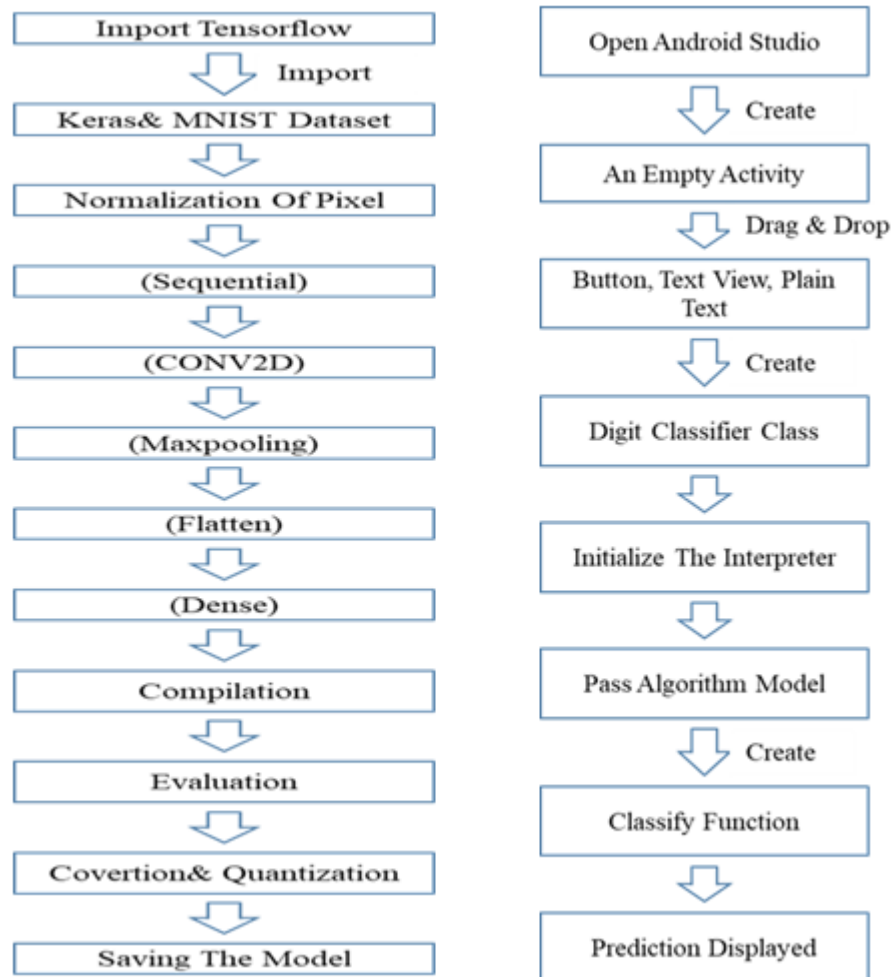 Import Tensorflow
Import
Keras& MNIST Dataset
Normalization Of Pixel
(Sequential)
(CONV2D)
(Maxpooling)
(Flatten)
(Dense)
Compilation
Evaluation
Covertion& Quantization
Saving The Model
Open Android Studio
Create
An Empty Activity
Drag & Drop
Button, Text View, Plain
Text
Create
Digit Classifier Class
Initialize The Interpreter
Pass Algorithm Model
Create
Classify Function
Prediction Displayed